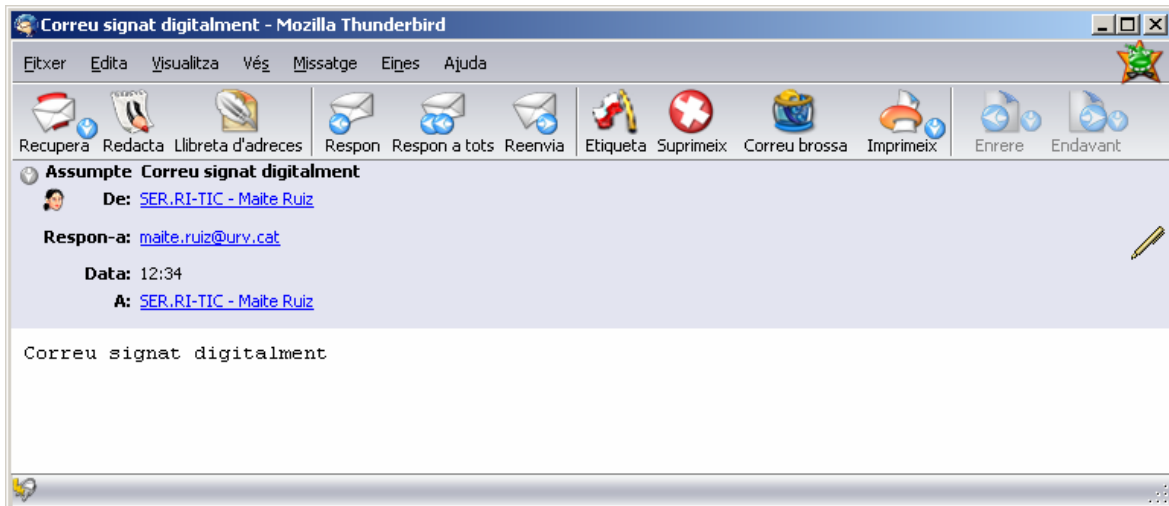 Correu signat digitalment - Mozilla Thunderbird
Fitxer Edita Visualitza Vés Missatge Eines Ajuda
Recupera Redacta Llibreta d'adreces Respon Respon a tots Reenvia Etiqueta Suprimeix Correu brossa Imprimeix Enrere Endavant
Assumpte Correu signat digitalment
De: SER.RI-TIC - Maite Ruiz
Respon-a: maite.ruiz@urv.cat
Data: 12:34
A: SER.RI-TIC - Maite Ruiz
Correu signat digitalment